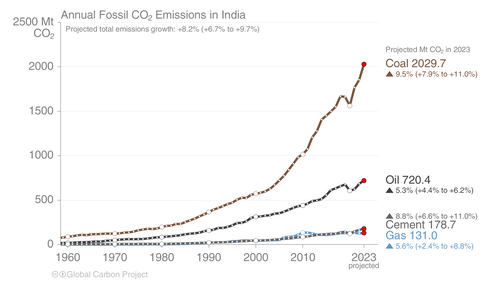 Annual Fossil CO₂ Emissions in India
2500 Mt
CO₂
Projected total emissions growth: +8.2% (+6.7% to +9.7%)
2000
1500
1000
500
0
1960 1970 1980 1990 2000 2010 2023
projected
Projected Mt CO₂ in 2023
Coal 2029.7
▲ 9.5% (+7.9% to +11.0%)
Oil 720.4
▲ 5.3% (+4.4% to +6.2%)
▲ 8.8% (+6.6% to +11.0%)
Cement 178.7
Gas 131.0
▲ 5.6% (+2.4% to +8.8%)
Global Carbon Project